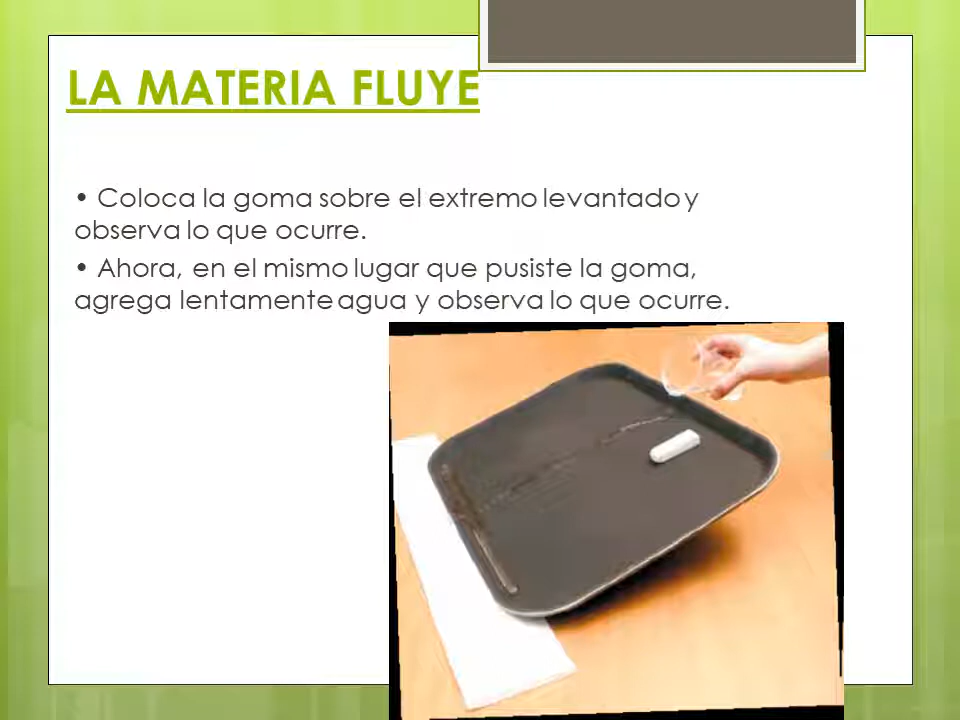 LA MATERIA FLUYE
• Coloca la goma sobre el extremo levantado y
observa lo que ocurre.
• Ahora, en el mismo lugar que pusiste la goma,
agrega lentamente agua y observa lo que ocurre.